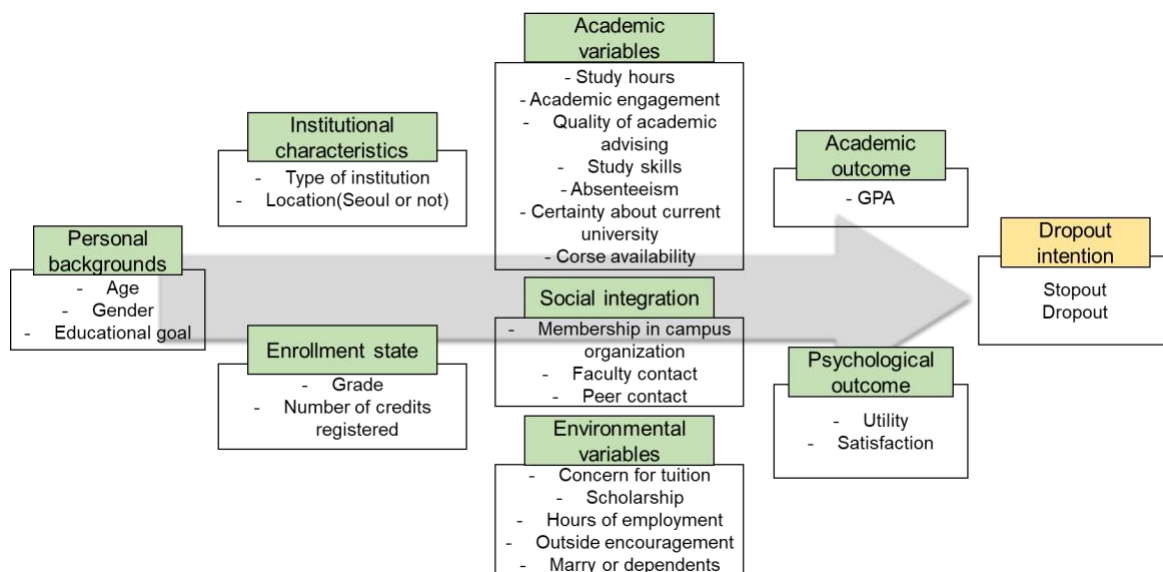 Personal
backgrounds
- Age
- Gender
- Educational goal
Institutional
characteristics
- Type of institution
- Location(Seoul or not)
Enrollment state
- Grade
- Number of credits
registered
Academic
variables
- Study hours
- Academic engagement
- Quality of academic
advising
- Study skills
- Absenteeism
- Certainty about current
university
- Corse availability
Social integration
- Membership in campus
organization
- Faculty contact
- Peer contact
Environmental
variables
- Concern for tuition
- Scholarship
- Hours of employment
- Outside encouragement
- Marry or dependents
Academic
outcome
- GPA
Psychological
outcome
- Utility
- Satisfaction
Dropout
intention
Stopout
Dropout